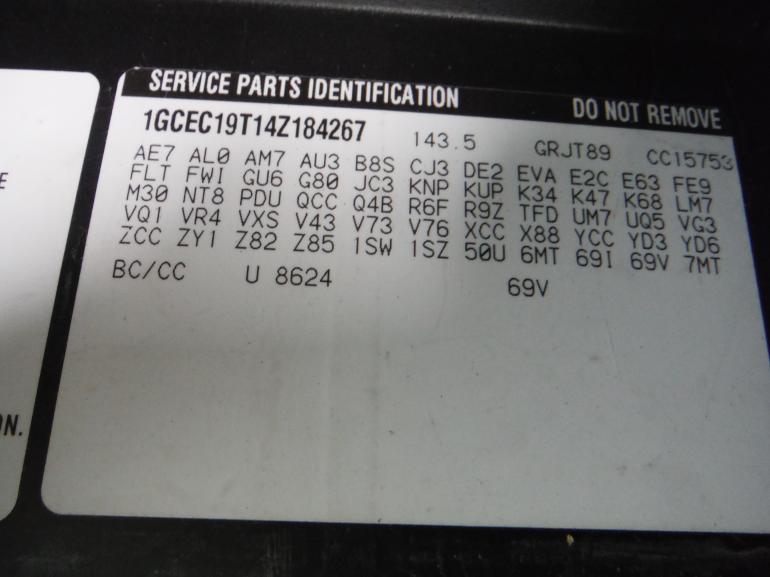 SERVICE PARTS IDENTIFICATION DO NOT REMOVE
1GCEC19T14Z184267 143.5 GRJT89 CC15753
AE7 AL0 AM7 AU3 B8S CJ3 DE2 EVA E2C E63 FE9
FLT FWI GU6 G80 JC3 KNP KUP K34 K47 K68 LM7
M30 NT8 PDU QCC Q4B R6F R9Z TFD UM7 UQ5 VG3
VQ1 VR4 VXS V43 V73 V76 XCC X88 YCC YD3 YD6
ZCC ZY1 Z82 Z85 1SW 1SZ 50U 6MT 69I 69V 7MT
BC/CC U 8624 69V
E
ON.